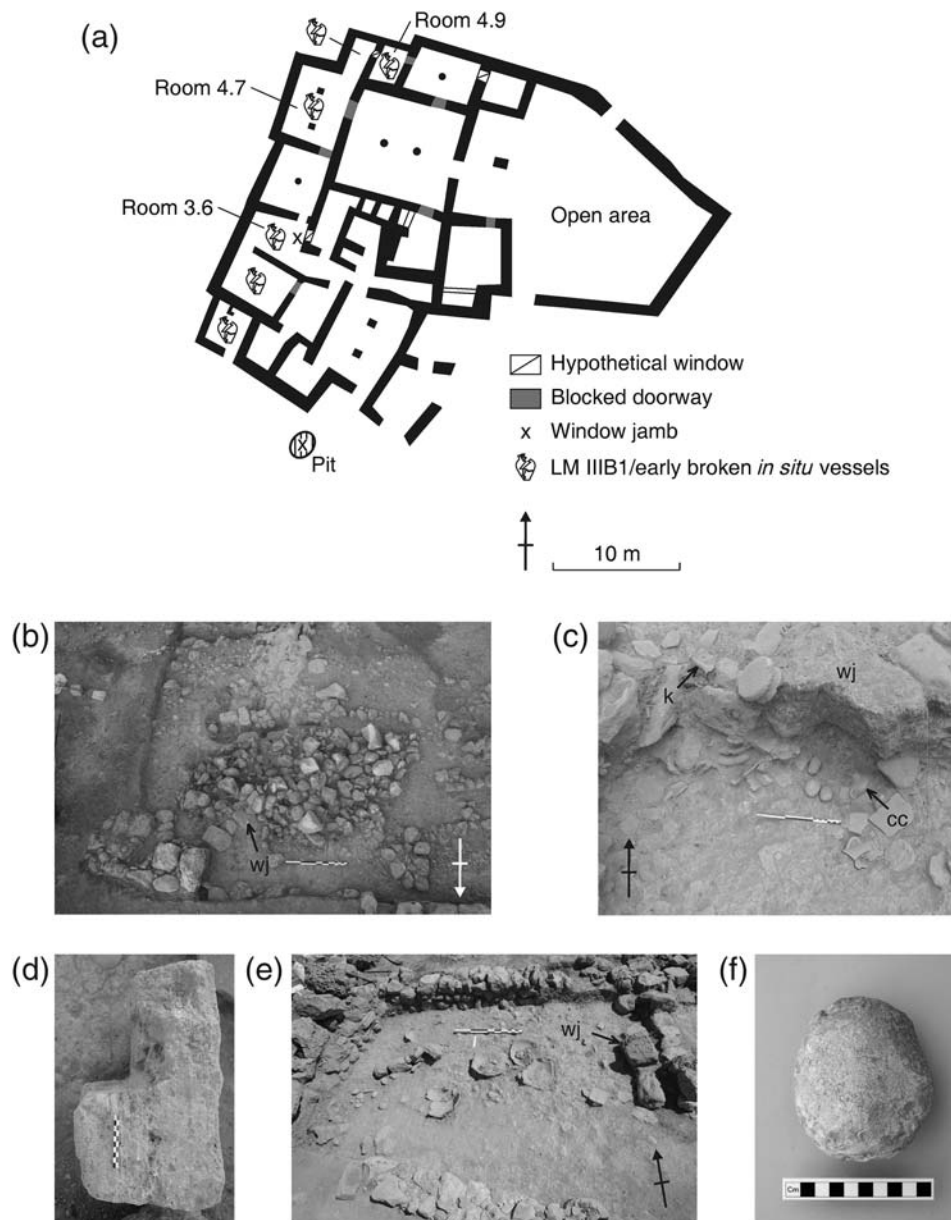 (a)
Room 4.9
Room 4.7
Room 3.6
x
Open area
Hypothetical window
Blocked doorway
x Window jamb
LM IIIB1/early broken in situ vessels
Pit
10 m
(b)
wj
(c)
k
wj
cc
(d)
(e)
wj
(f)
Cm